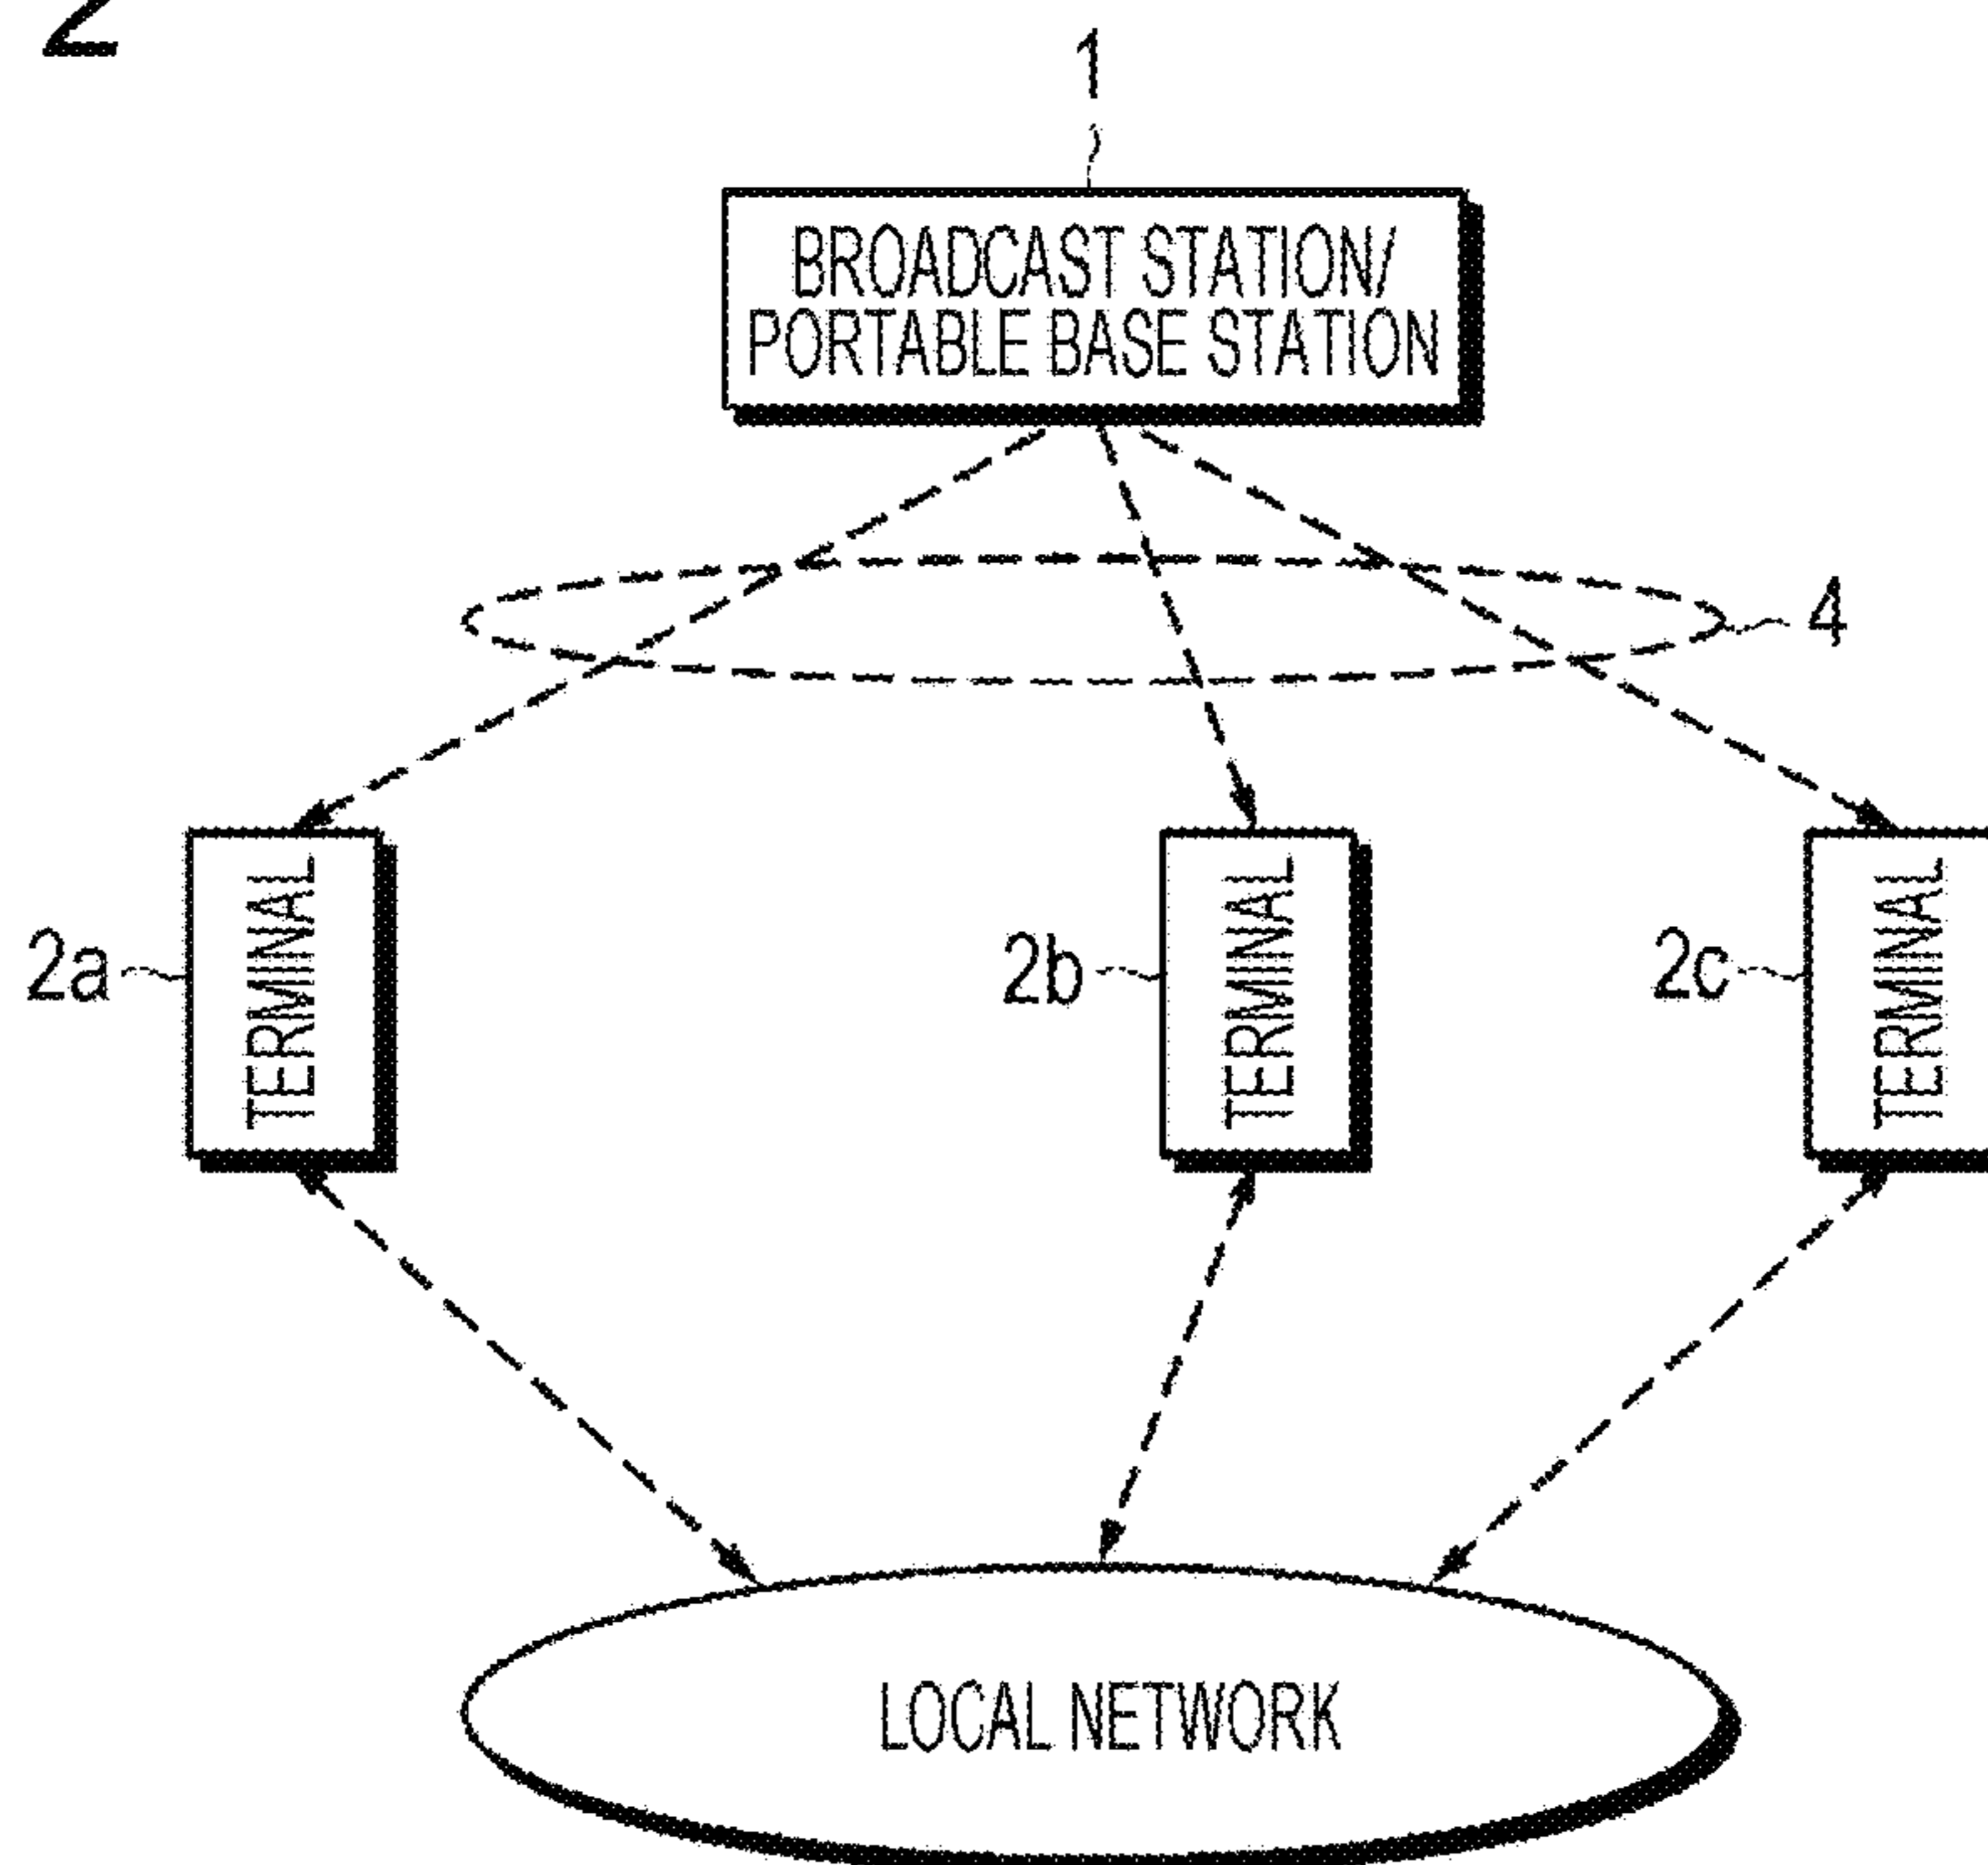 2
1
BROADCAST STATION/
PORTABLE BASE STATION
4
2a
TERMINAL
2b
TERMINAL
2c
TERMINAL
LOCAL NETWORK